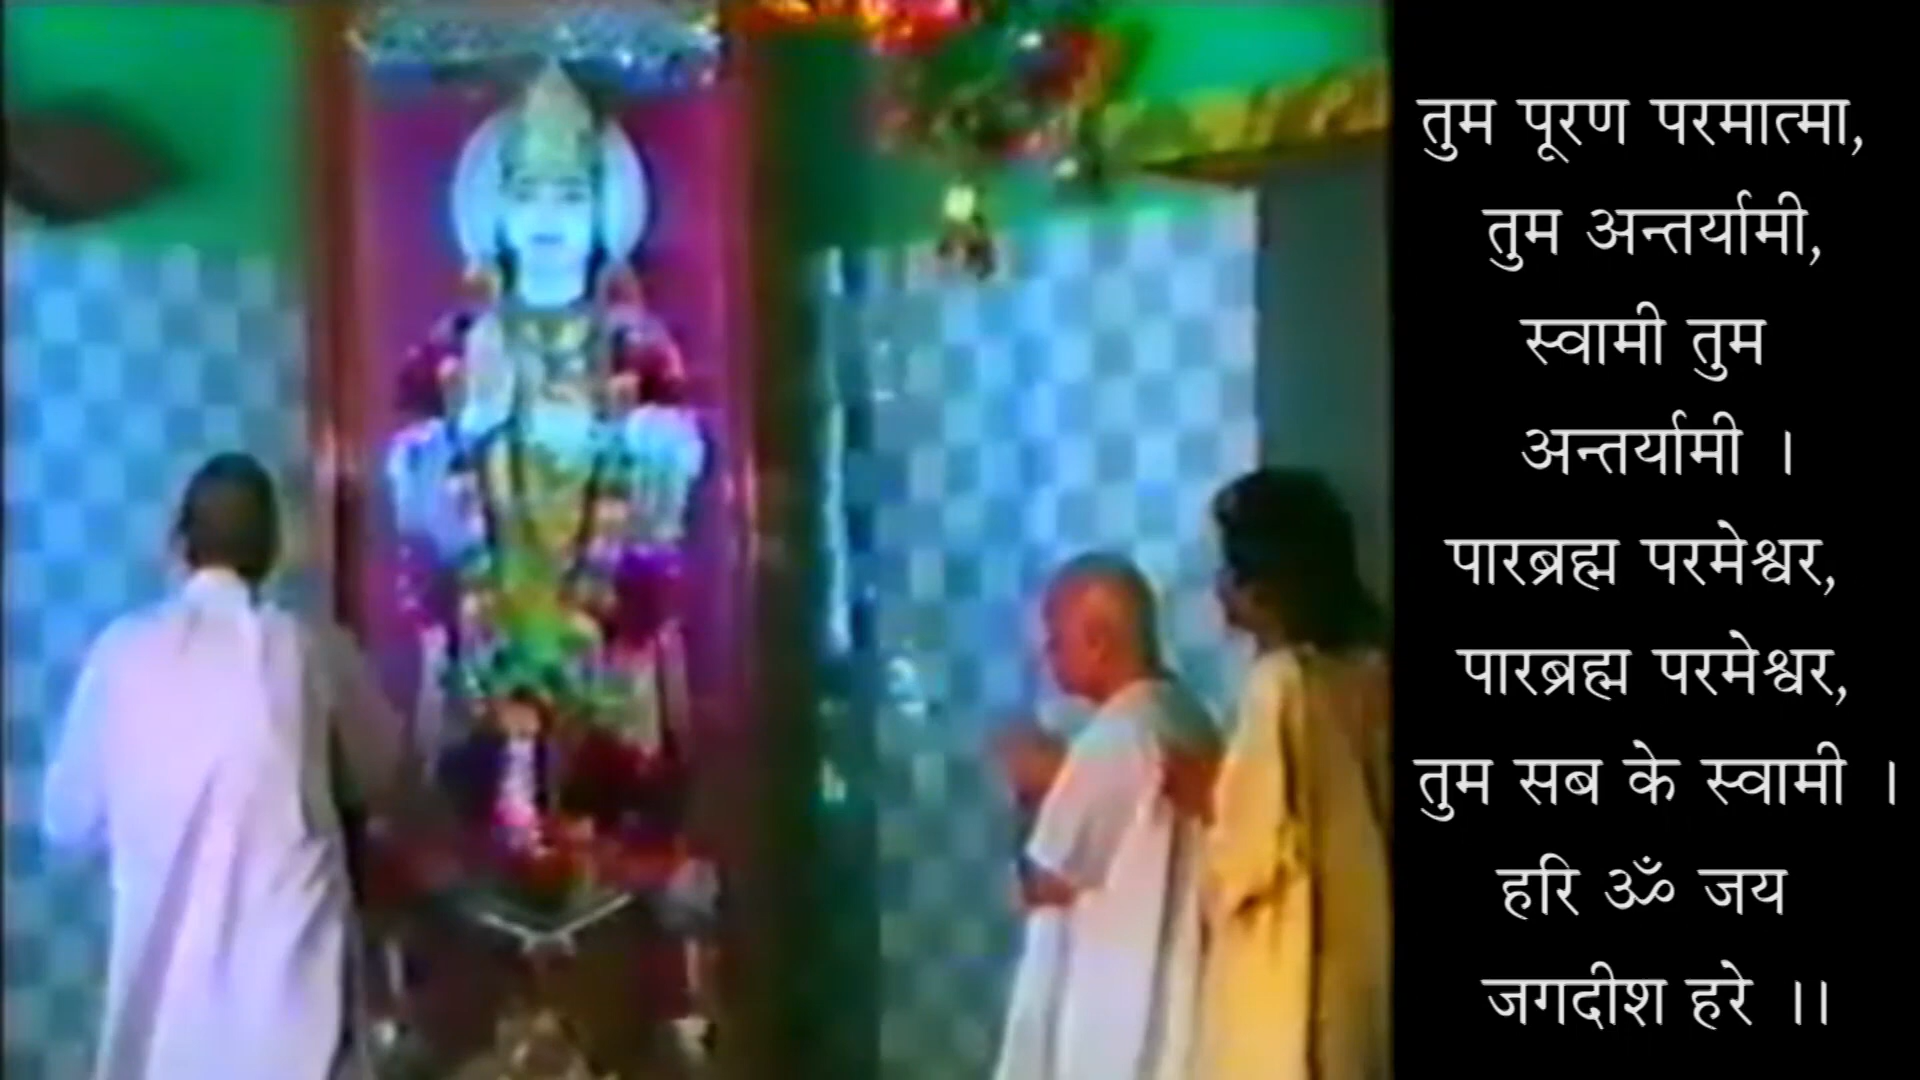 तुम पूरण परमात्मा,
तुम अन्तर्यामी,
स्वामी तुम
अन्तर्यामी ।
पारब्रह्म परमेश्वर,
पारब्रह्म परमेश्वर,
तुम सब के स्वामी ।
हरि ॐ जय
जगदीश हरे ।।